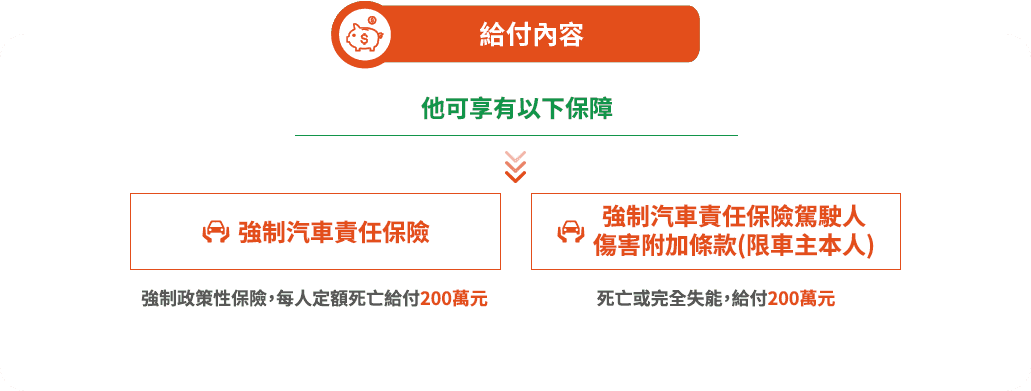 給付內容
他可享有以下保障
強制汽車責任保險
強制汽車責任保險駕駛人
傷害附加條款(限車主本人)
強制政策性保險，每人定額死亡給付200萬元
死亡或完全失能，給付200萬元